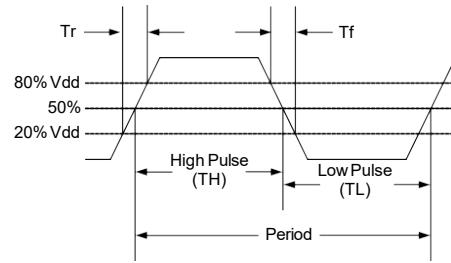 Tr
Tf
80% Vdd
50%
20% Vdd
High Pulse
(TH)
Low Pulse
(TL)
Period